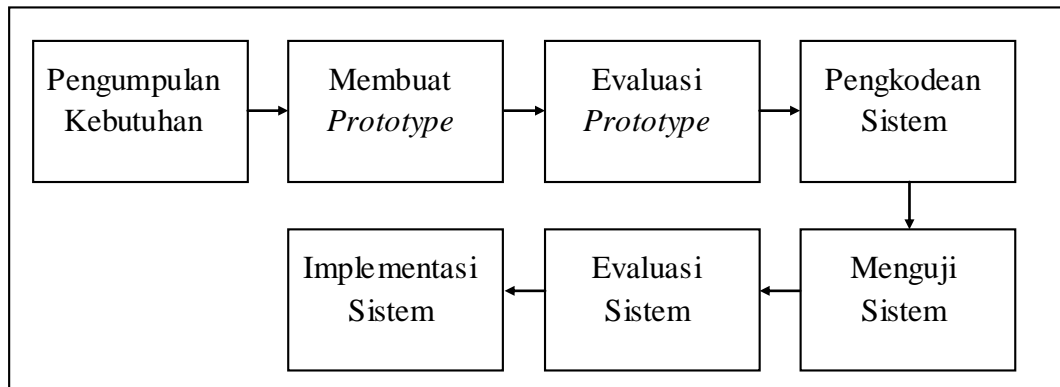 Pengumpulan
Kebutuhan
Membuat
Prototype
Evaluasi
Prototype
Pengkodean
Sistem
Menguji
Sistem
Evaluasi
Sistem
Implementasi
Sistem